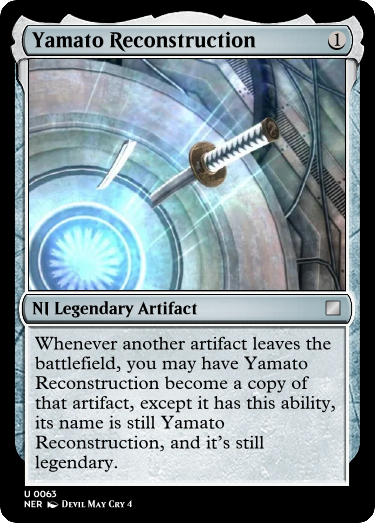 Yamato Reconstruction 1
NI Legendary Artifact
Whenever another artifact leaves the
battlefield, you may have Yamato
Reconstruction become a copy of
that artifact, except it has this ability,
its name is still Yamato
Reconstruction, and it's still
legendary.
U 0063
NER Devil May Cry 4